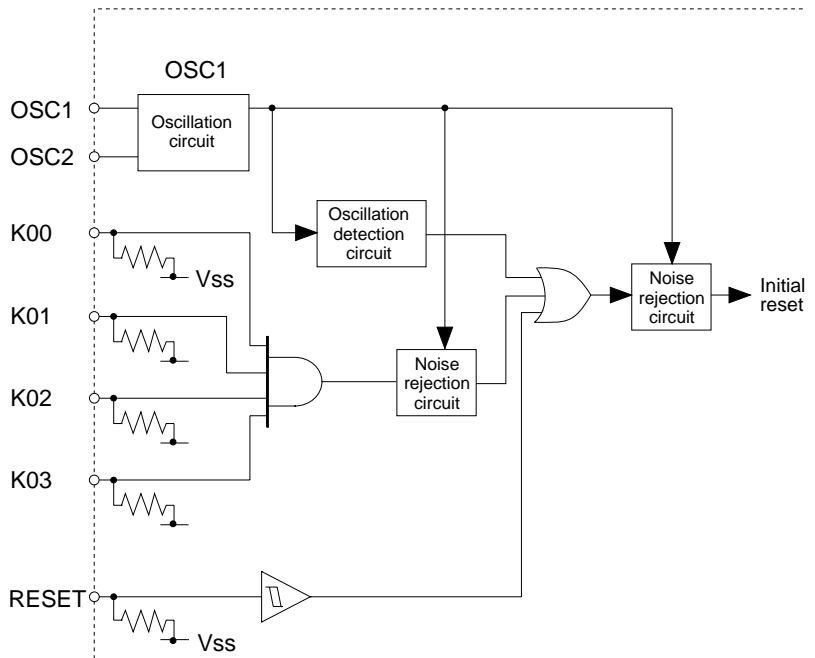 OSC1
OSC1
Oscillation
circuit
OSC2
K00
Oscillation
detection
circuit
Vss
Noise
rejection
circuit
Initial
reset
K01
Noise
rejection
circuit
K02
K03
RESET
Vss